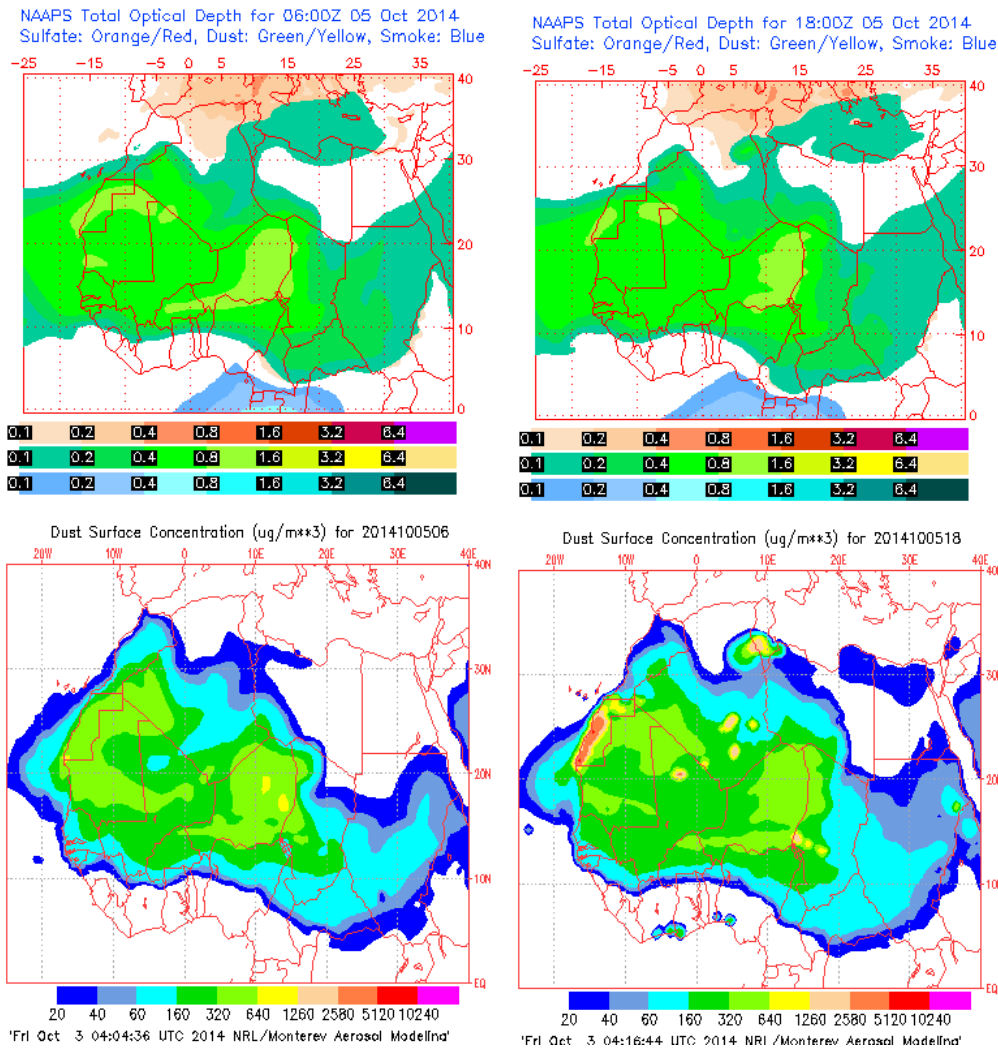 NAAPS Total Optical Depth for 06:00Z 05 Oct 2014
Sulfate: Orange/Red, Dust: Green/Yellow, Smoke: Blue
-25 -15 -5 0 5 15 25 35
40
30
20
10
0
0.1 0.2 0.4 0.8 1.6 3.2 6.4
0.1 0.2 0.4 0.8 1.6 3.2 6.4
0.1 0.2 0.4 0.8 1.6 3.2 6.4
NAAPS Total Optical Depth for 18:00Z 05 Oct 2014
Sulfate: Orange/Red, Dust: Green/Yellow, Smoke: Blue
-25 -15 -5 0 5 15 25 35
40
30
20
10
0
0.1 0.2 0.4 0.8 1.6 3.2 6.4
0.1 0.2 0.4 0.8 1.6 3.2 6.4
0.1 0.2 0.4 0.8 1.6 3.2 6.4
Dust Surface Concentration (ug/m**3) for 2014100506
20W 10W 0 10E 20E 30E 40E
40N
30N
20N
10N
EQ
20 40 60 160 320 640 1260 2580 5120 10240
'Fri Oct 3 04:04:36 UTC 2014 NRL/Monterey Aerosol Modeling'
Dust Surface Concentration (ug/m**3) for 2014100518
20W 10W 0 10E 20E 30E 40E
40
30
20
10
EQ
20 40 60 160 320 640 1260 2580 5120 10240
'Fri Oct 3 04:16:44 UTC 2014 NRL/Monterey Aerosol Modeling'